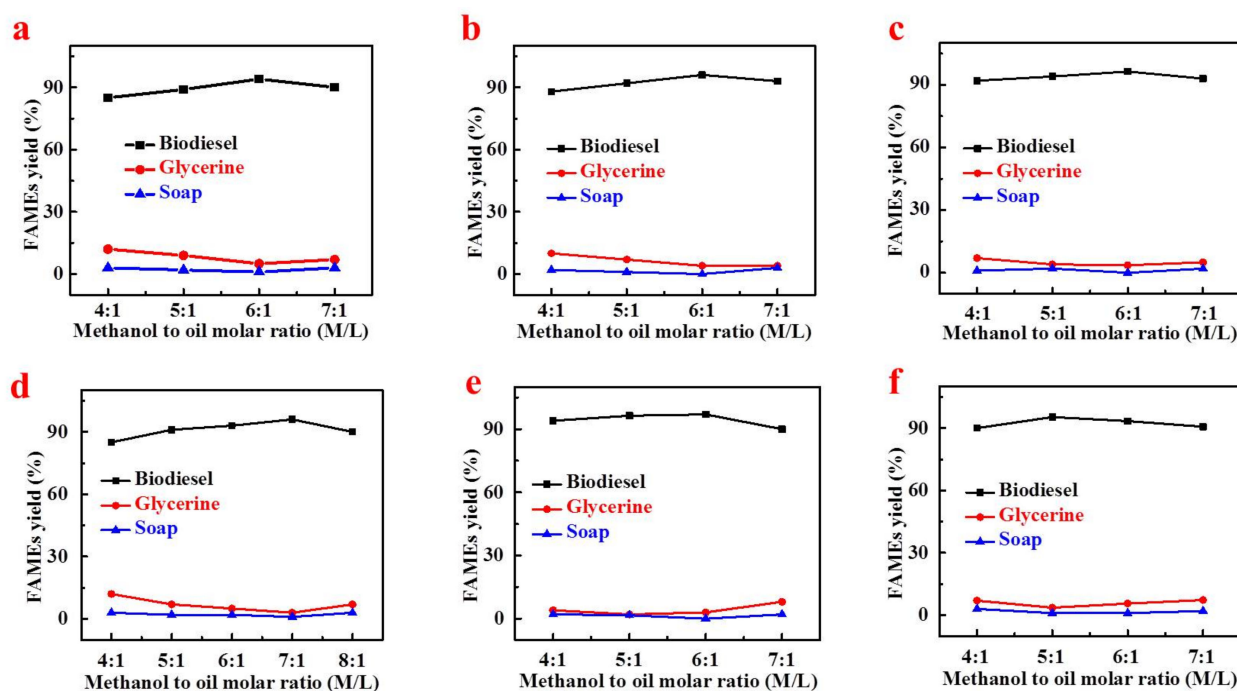 a
FAMEs yield (%)
90
60
30
0
Biodiesel
Glycerine
Soap
4:1 5:1 6:1 7:1
Methanol to oil molar ratio (M/L)
b
FAMEs yield (%)
90
60
30
0
Biodiesel
Glycerine
Soap
4:1 5:1 6:1 7:1
Methanol to oil molar ratio (M/L)
c
FAMEs yield (%)
90
60
30
0
Biodiesel
Glycerine
Soap
4:1 5:1 6:1 7:1
Methanol to oil molar ratio (M/L)
d
FAMEs yield (%)
90
60
30
0
Biodiesel
Glycerine
Soap
4:1 5:1 6:1 7:1 8:1
Methanol to oil molar ratio (M/L)
e
FAMEs yield (%)
90
60
30
0
Biodiesel
Glycerine
Soap
4:1 5:1 6:1 7:1
Methanol to oil molar ratio (M/L)
f
FAMEs yield (%)
90
60
30
0
Biodiesel
Glycerine
Soap
4:1 5:1 6:1 7:1
Methanol to oil molar ratio (M/L)